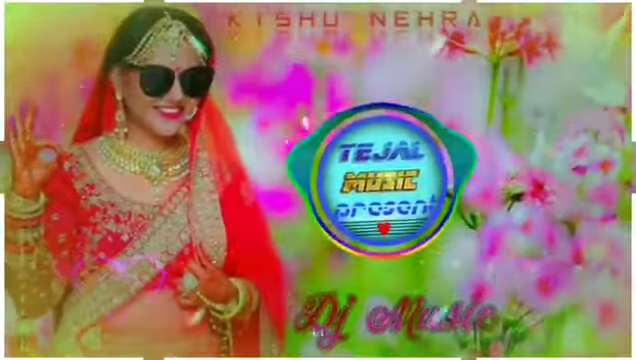 KISHU NEHRA
TEJAL
MUSIC
present
Dj Music